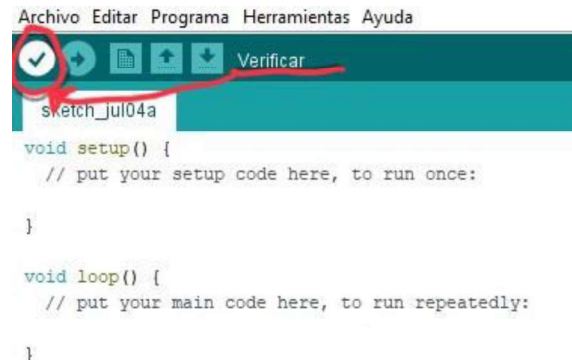 Archivo Editar Programa Herramientas Ayuda
Verificar
sketch_jul04a
void setup() {
  // put your setup code here, to run once:
}
void loop() {
  // put your main code here, to run repeatedly:
}